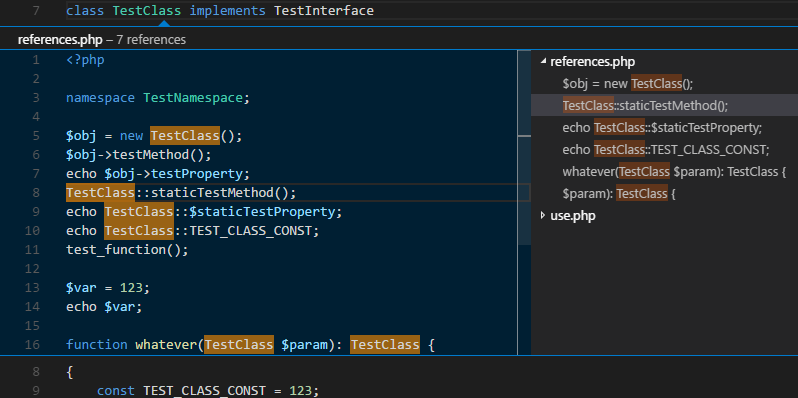 7 class TestClass implements TestInterface
references.php – 7 references
1 <?php
2
3 namespace TestNamespace;
4
5 $obj = new TestClass();
6 $obj->testMethod();
7 echo $obj->testProperty;
8 TestClass::staticTestMethod();
9 echo TestClass::$staticTestProperty;
10 echo TestClass::TEST_CLASS_CONST;
11 test_function();
12
13 $var = 123;
14 echo $var;
15
16 function whatever(TestClass $param): TestClass {
references.php
$obj = new TestClass();
TestClass::staticTestMethod();
echo TestClass::$staticTestProperty;
echo TestClass::TEST_CLASS_CONST;
whatever(TestClass $param): TestClass {
$param): TestClass {
use.php
8 {
9 const TEST_CLASS_CONST = 123;